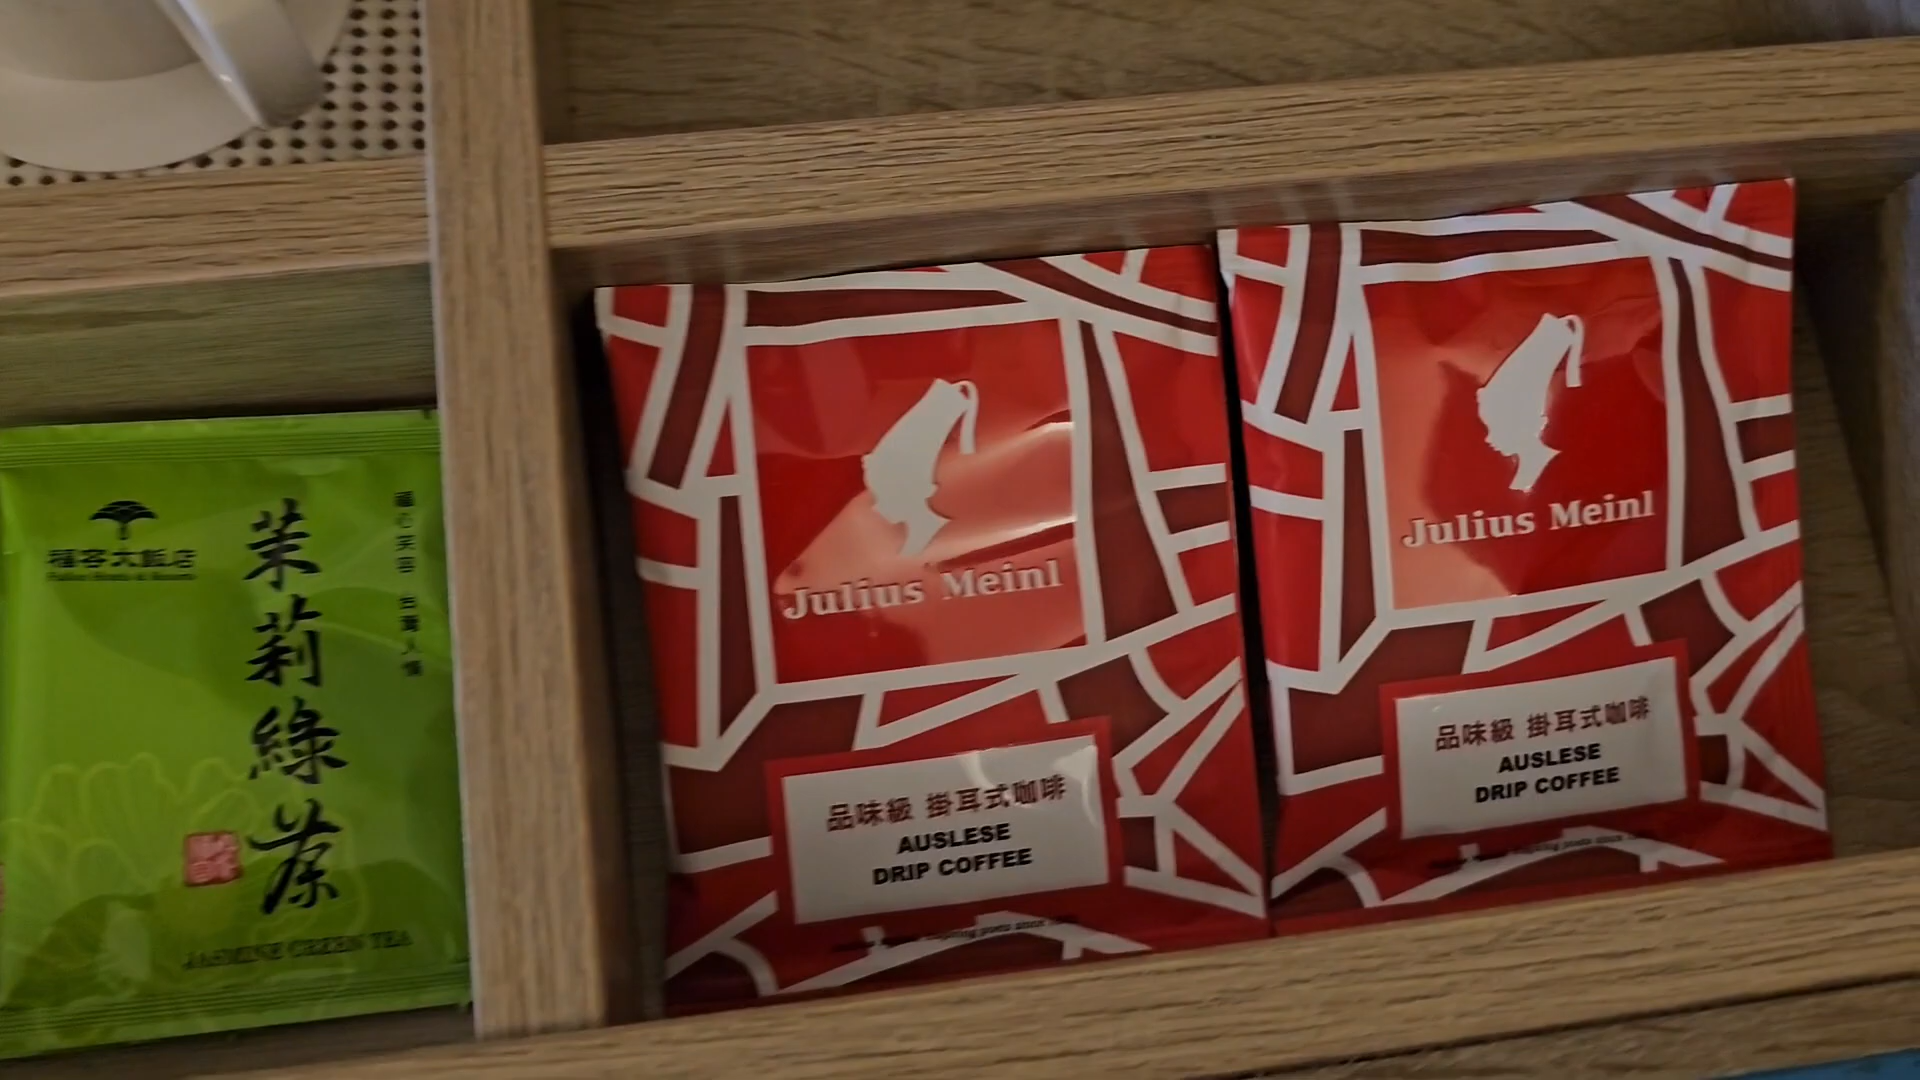 福容大飯店
茉莉綠茶
JASMINE GREEN TEA
Julius Meinl
品味級 掛耳式咖啡
AUSLESE
DRIP COFFEE
Julius Meinl
品味級 掛耳式咖啡
AUSLESE
DRIP COFFEE